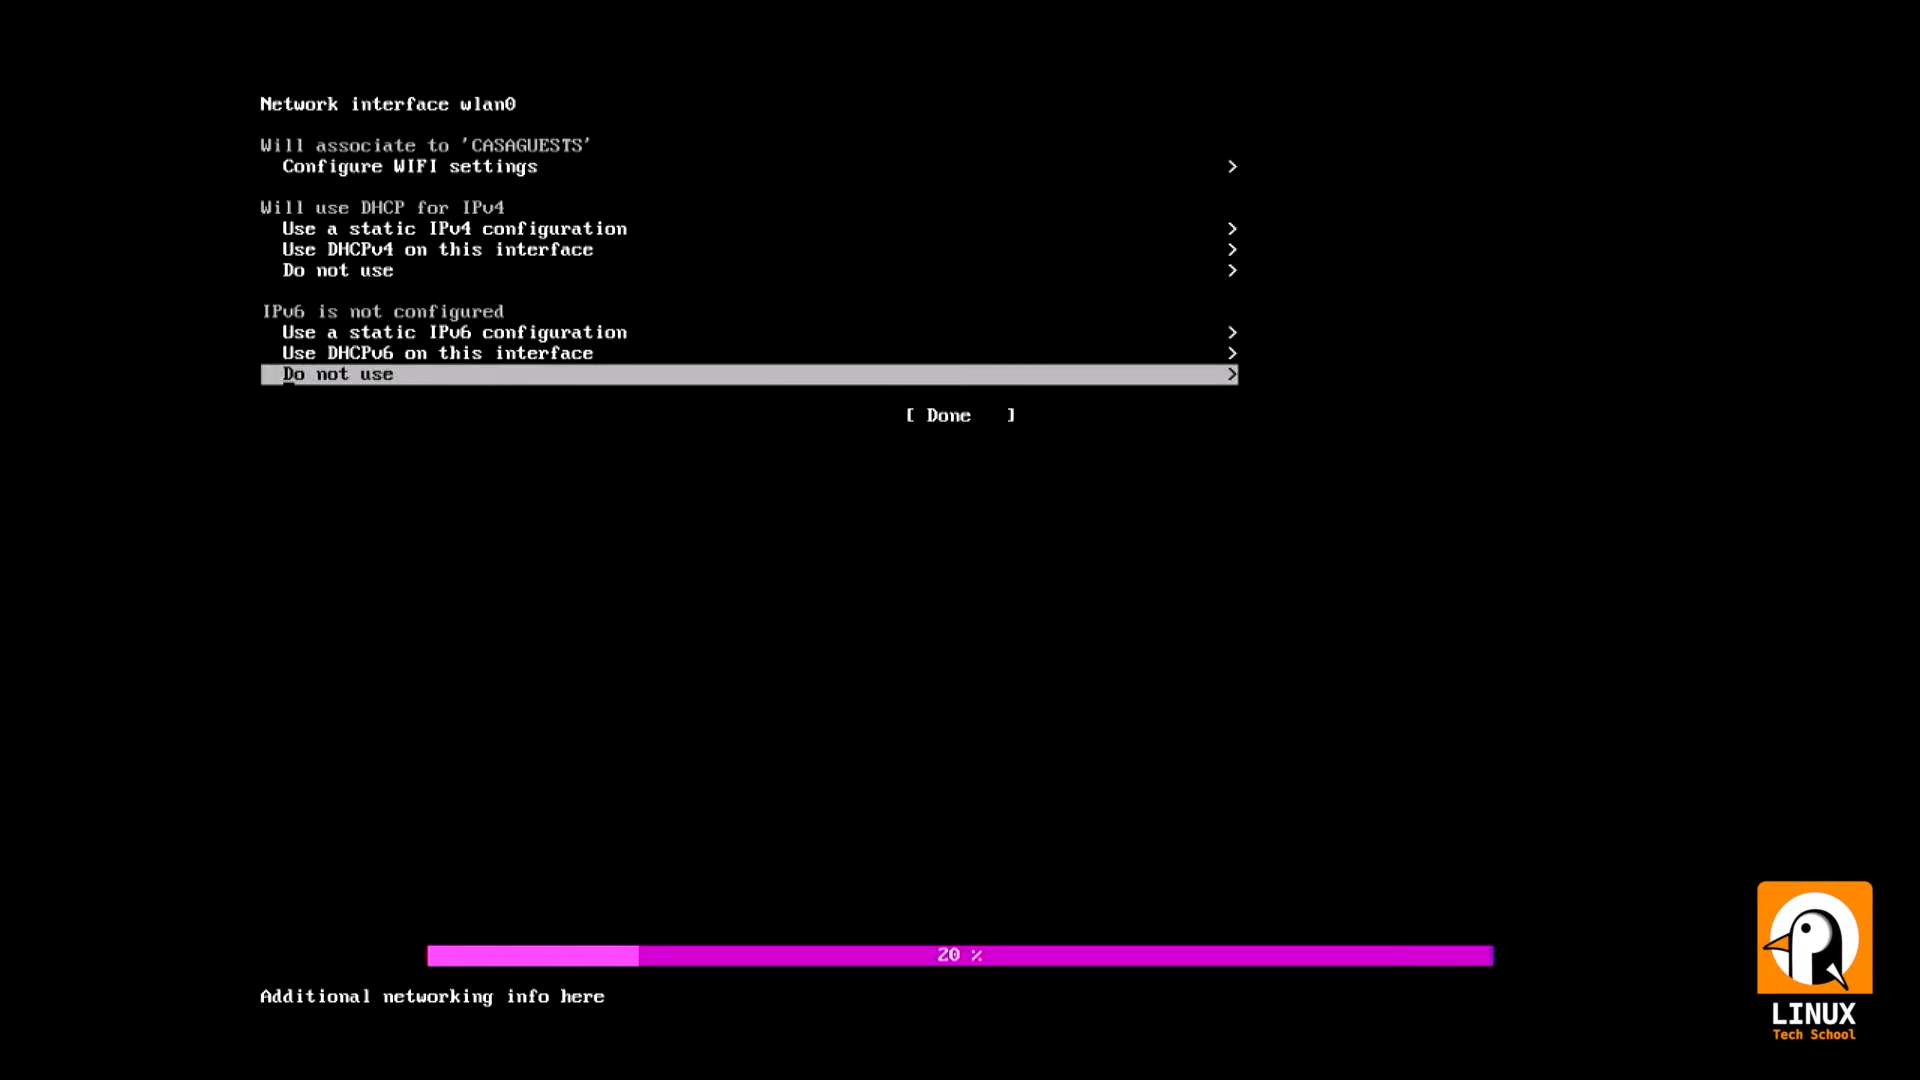 Network interface wlan0
Will associate to 'CASAGUESTS'
Configure WIFI settings >
Will use DHCP for IPv4
Use a static IPv4 configuration >
Use DHCPv4 on this interface >
Do not use >
IPv6 is not configured
Use a static IPv6 configuration >
Use DHCPv6 on this interface >
Do not use >
[ Done ]
20 %
Additional networking info here
LINUX
Tech School